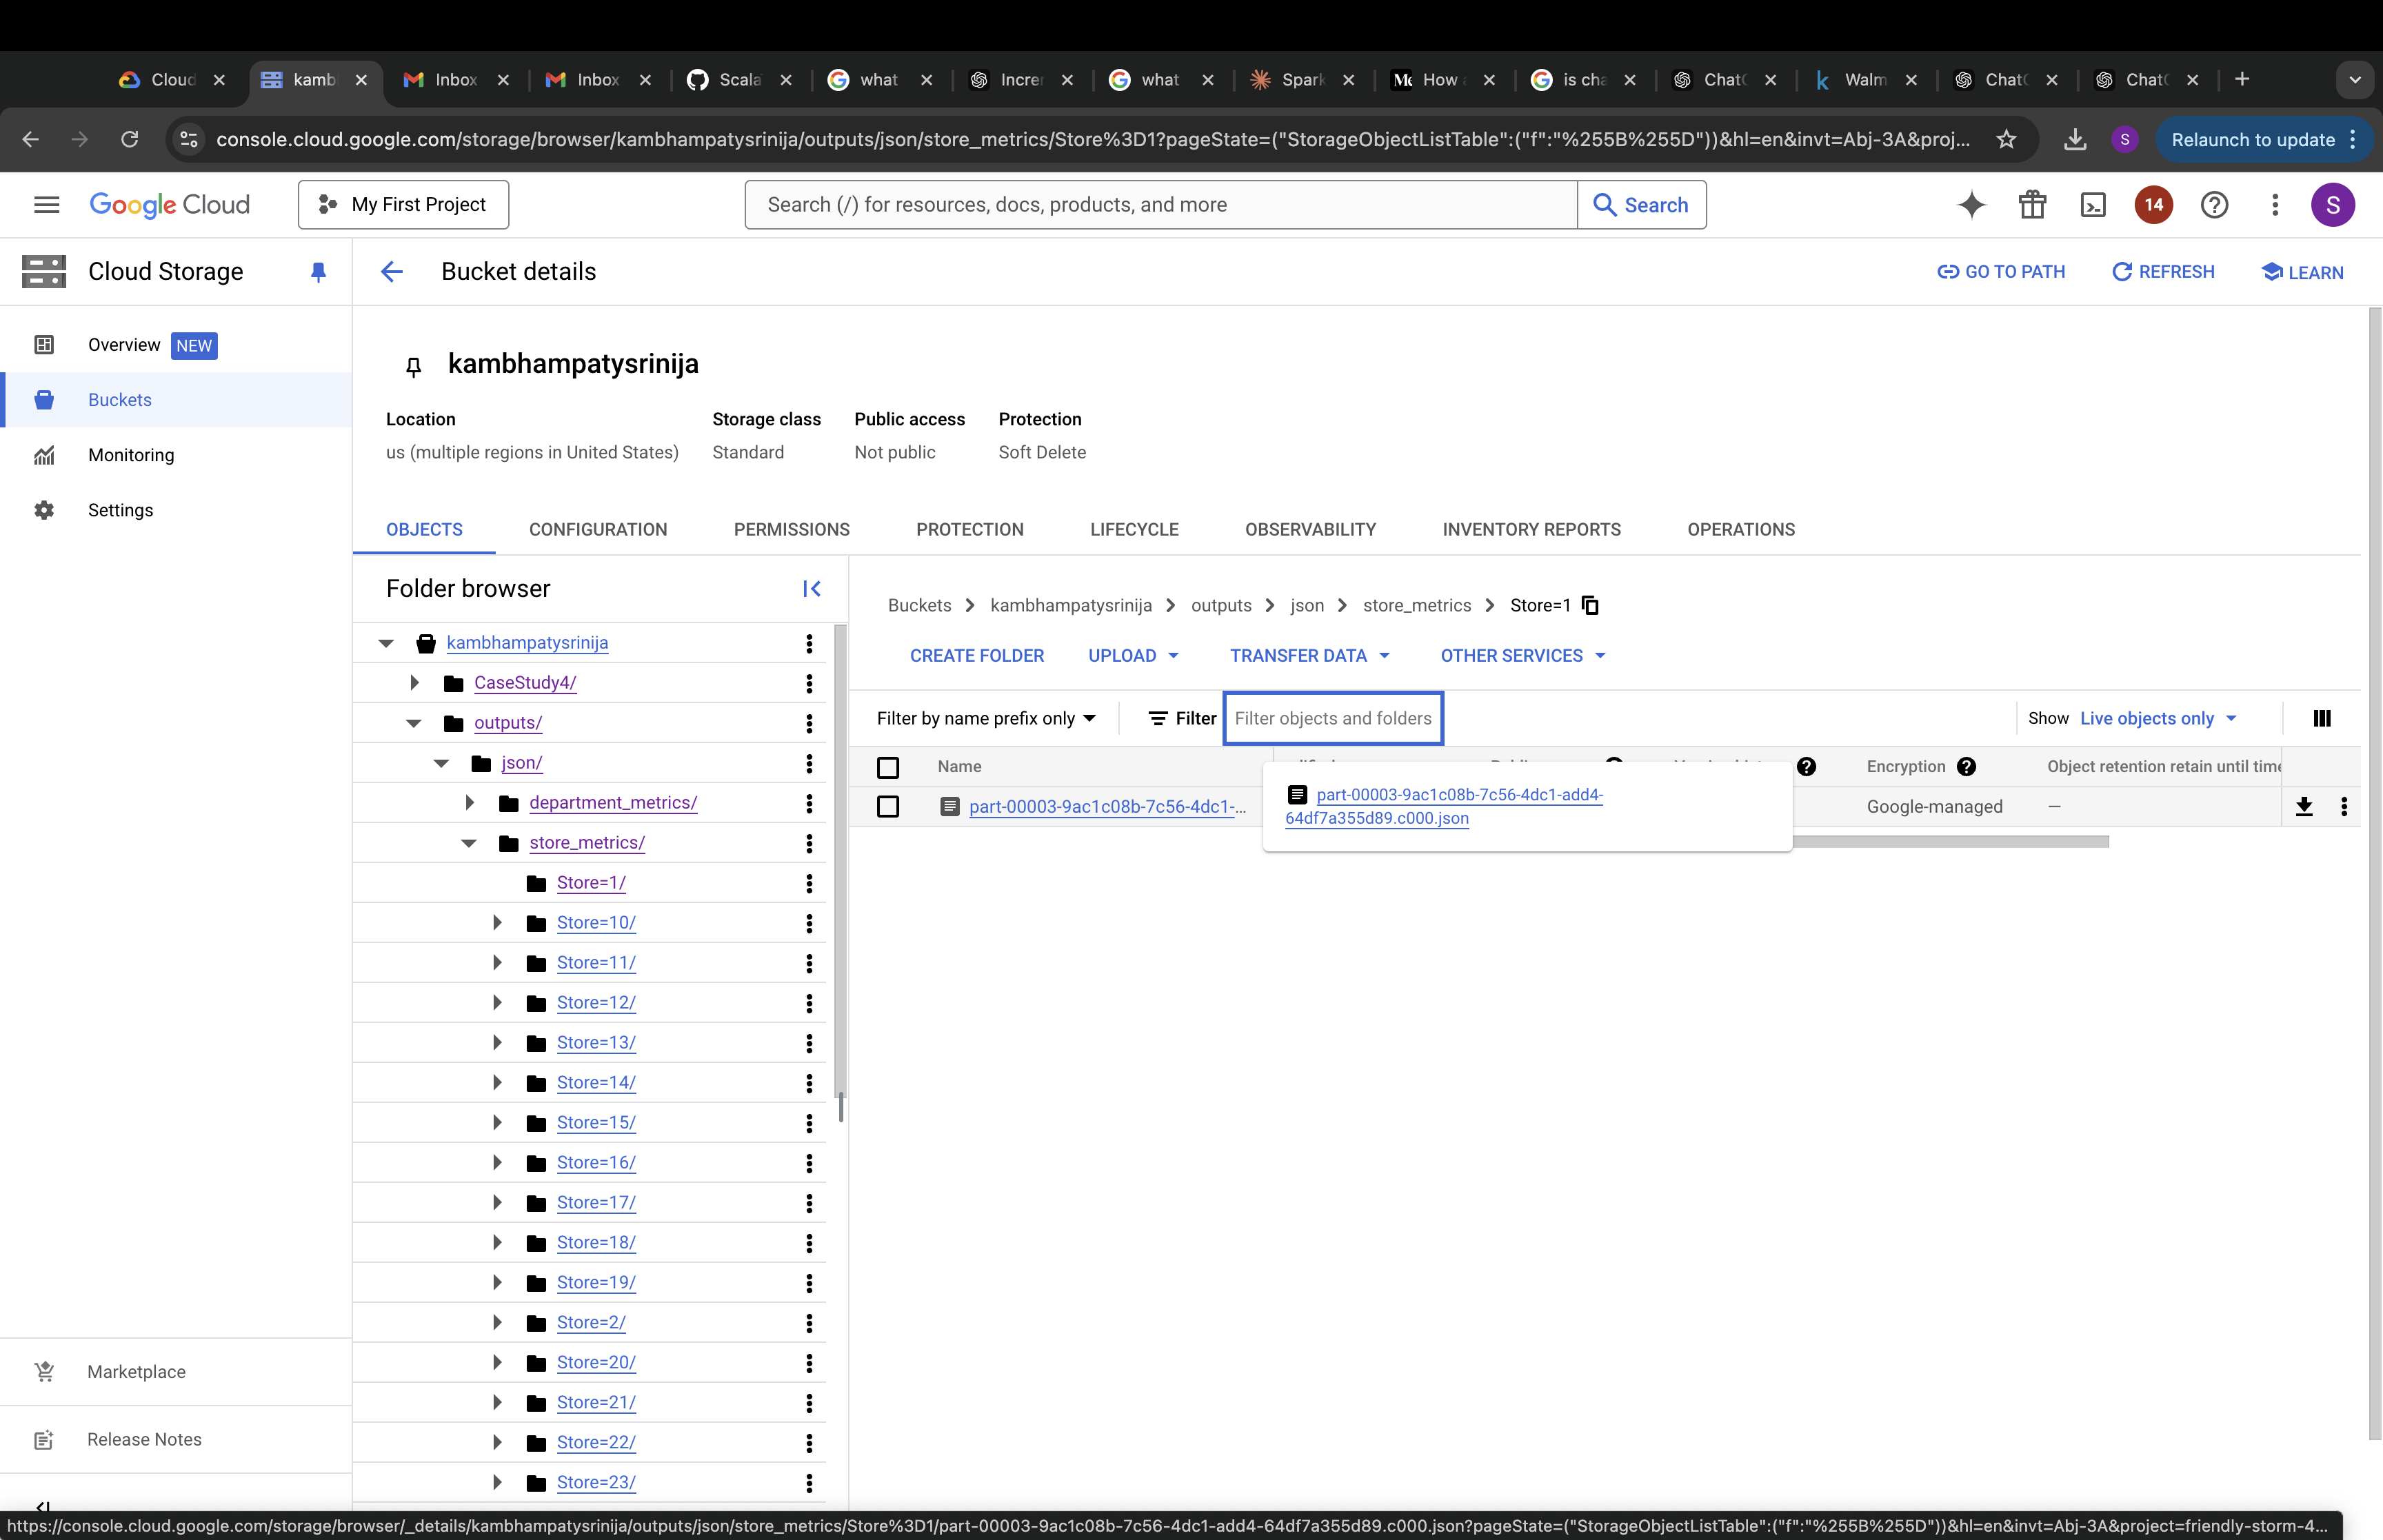 Cloud
kamb
Inbox
Inbox
Scala
what
Increr
what
Spark
How
is cha
ChatG
Walm
ChatG
ChatG
console.cloud.google.com/storage/browser/kambhampatysrinija/outputs/json/store_metrics/Store%3D1?pageState=("StorageObjectListTable":("f":"%255B%255D"))&hl=en&invt=Abj-3A&proj...
S
Relaunch to update
Google Cloud
My First Project
Search (/) for resources, docs, products, and more
Search
14
S
Cloud Storage
Bucket details
GO TO PATH
REFRESH
LEARN
Overview NEW
Buckets
Monitoring
Settings
kambhampatysrinija
Location Storage class Public access Protection
us (multiple regions in United States) Standard Not public Soft Delete
OBJECTS CONFIGURATION PERMISSIONS PROTECTION LIFECYCLE OBSERVABILITY INVENTORY REPORTS OPERATIONS
Folder browser
kambhampatysrinija
CaseStudy4/
outputs/
json/
department_metrics/
store_metrics/
Store=1/
Store=10/
Store=11/
Store=12/
Store=13/
Store=14/
Store=15/
Store=16/
Store=17/
Store=18/
Store=19/
Store=2/
Store=20/
Store=21/
Store=22/
Store=23/
Buckets kambhampatysrinija outputs json store_metrics Store=1
CREATE FOLDER UPLOAD TRANSFER DATA OTHER SERVICES
Filter by name prefix only Filter Filter objects and folders Show Live objects only
Name Encryption Object retention retain until time
part-00003-9ac1c08b-7c56-4dc1-... Google-managed —
part-00003-9ac1c08b-7c56-4dc1-add4-
64df7a355d89.c000.json
Marketplace
Release Notes
https://console.cloud.google.com/storage/browser/_details/kambhampatysrinija/outputs/json/store_metrics/Store%3D1/part-00003-9ac1c08b-7c56-4dc1-add4-64df7a355d89.c000.json?pageState=("StorageObjectListTable":("f":"%255B%255D"))&hl=en&invt=Abj-3A&project=friendly-storm-4...